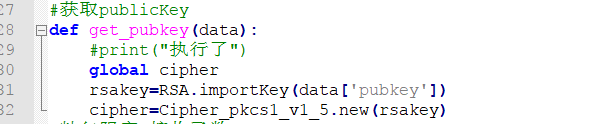 27 #获取publicKey
28 def get_pubkey(data):
29 #print("执行了")
30 global cipher
31 rsakey=RSA.importKey(data['pubkey'])
32 cipher=Cipher_pkcs1_v1_5.new(rsakey)